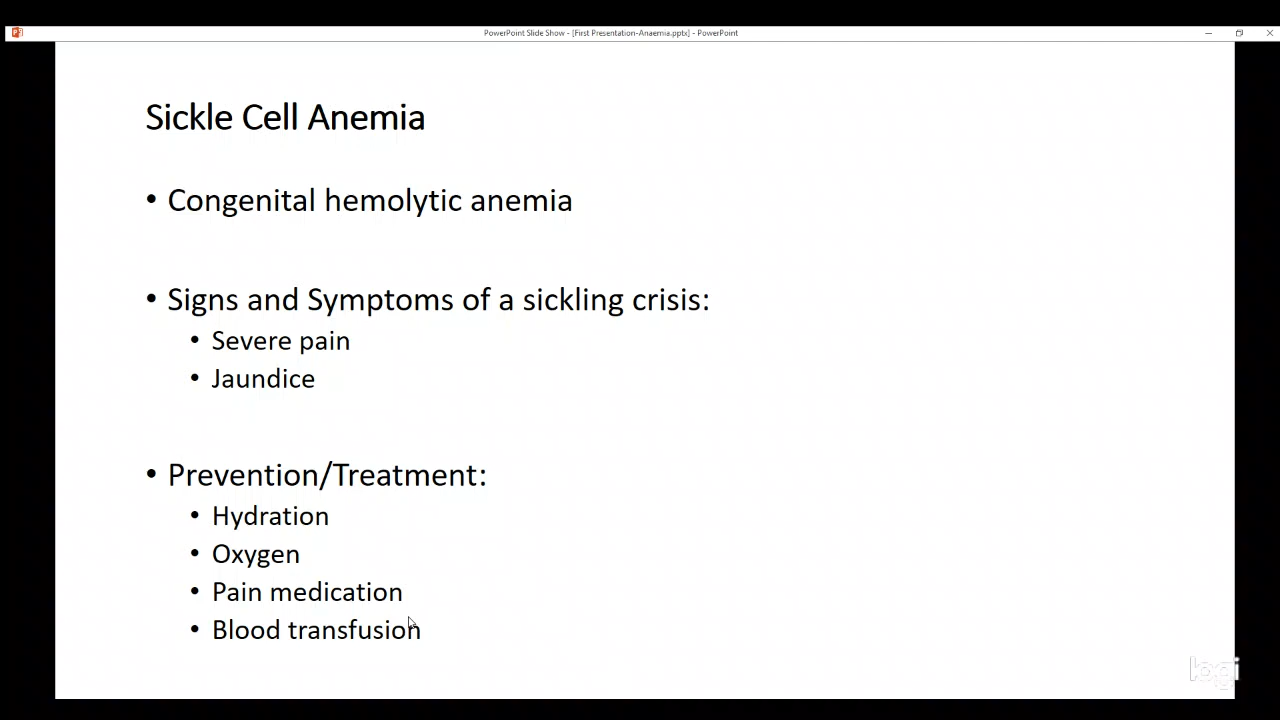 PowerPoint Slide Show - [First Presentation-Anaemia.pptx] - PowerPoint
Sickle Cell Anemia
• Congenital hemolytic anemia
• Signs and Symptoms of a sickling crisis:
• Severe pain
• Jaundice
• Prevention/Treatment:
• Hydration
• Oxygen
• Pain medication
• Blood transfusion
logi